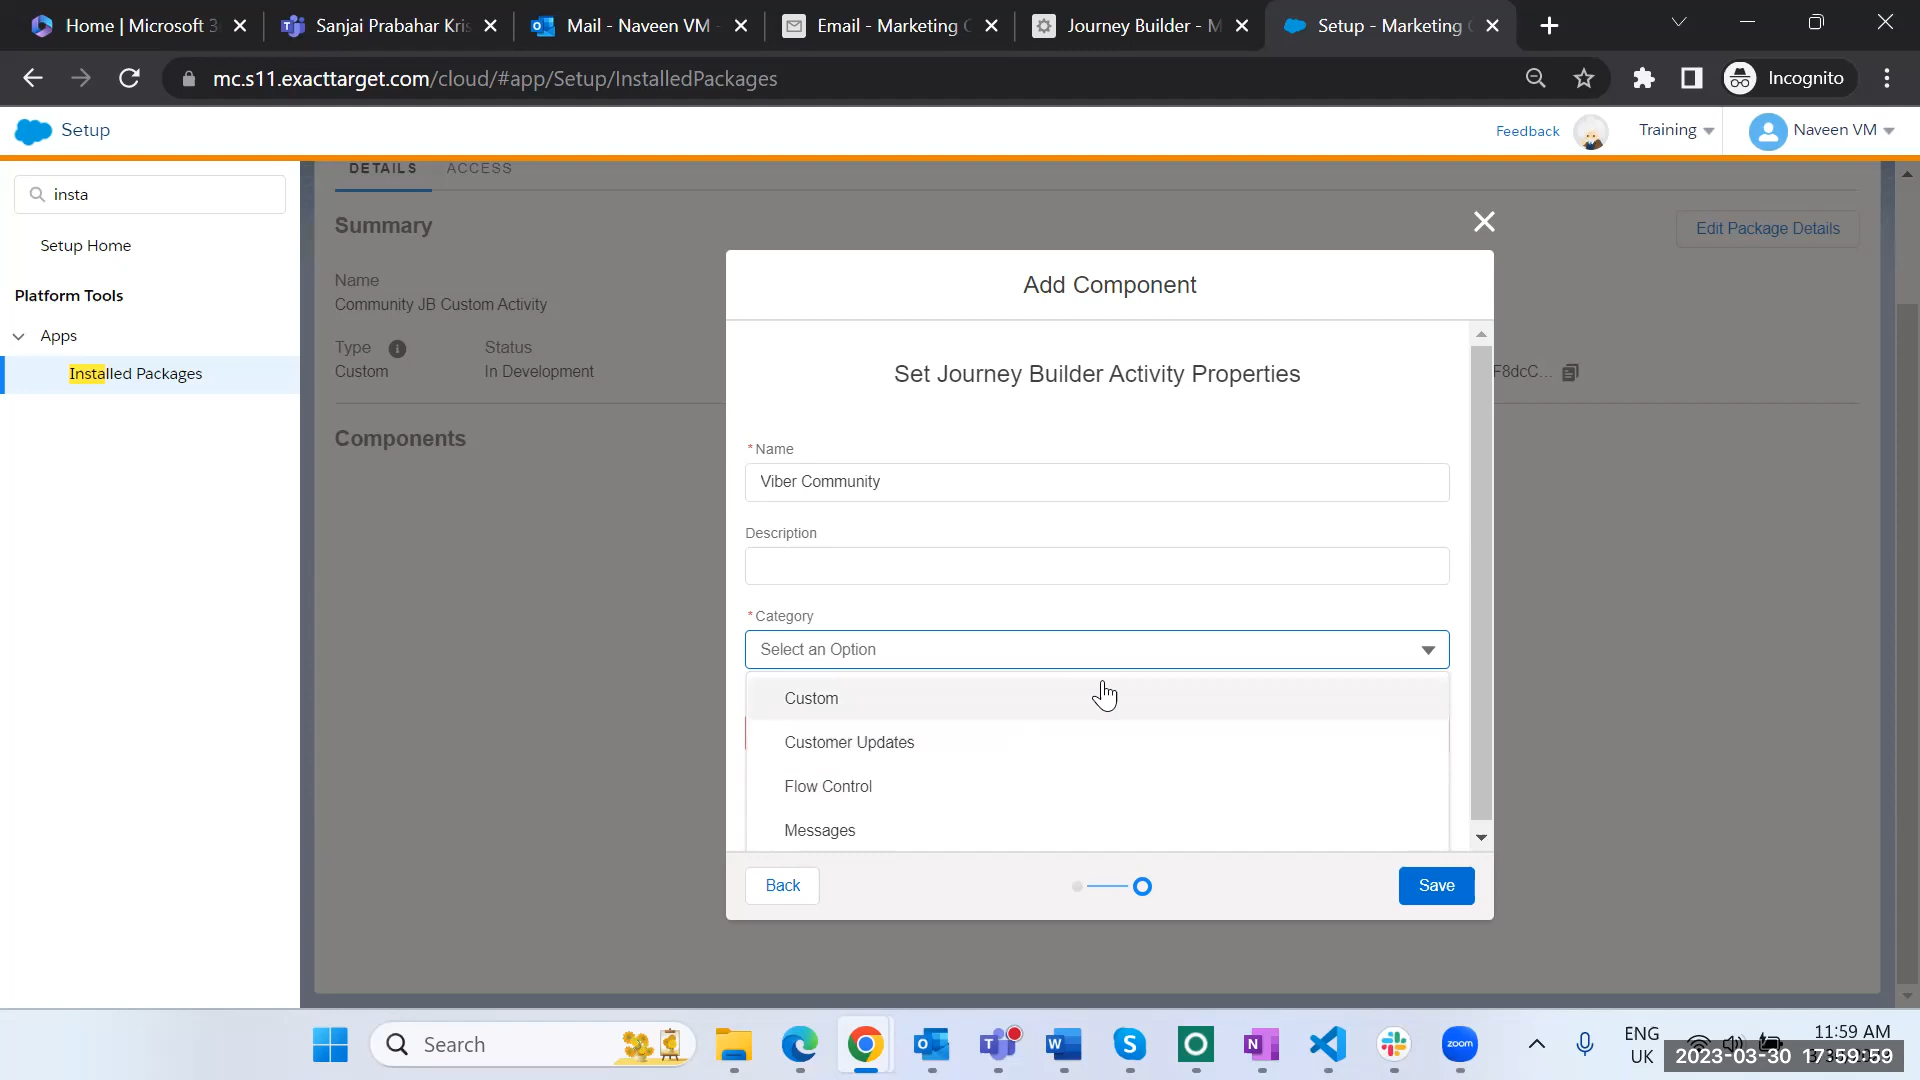 Home | Microsoft 3
Sanjai Prabahar Kris
Mail - Naveen VM -
Email - Marketing C
Journey Builder - M
Setup - Marketing C
mc.s11.exacttarget.com/cloud/#app/Setup/InstalledPackages
Incognito
Setup
Feedback
Training
Naveen VM
insta
Setup Home
Platform Tools
Apps
Installed Packages
DETAILS
ACCESS
Summary
Edit Package Details
Name
Community JB Custom Activity
Type
Status
Custom
In Development
F8dcC...
Components
Add Component
Set Journey Builder Activity Properties
* Name
Viber Community
Description
* Category
Select an Option
Custom
Customer Updates
Flow Control
Messages
Back
Save
Search
zoom
ENG
UK
11:59 AM
2023-03-30 17:59:59